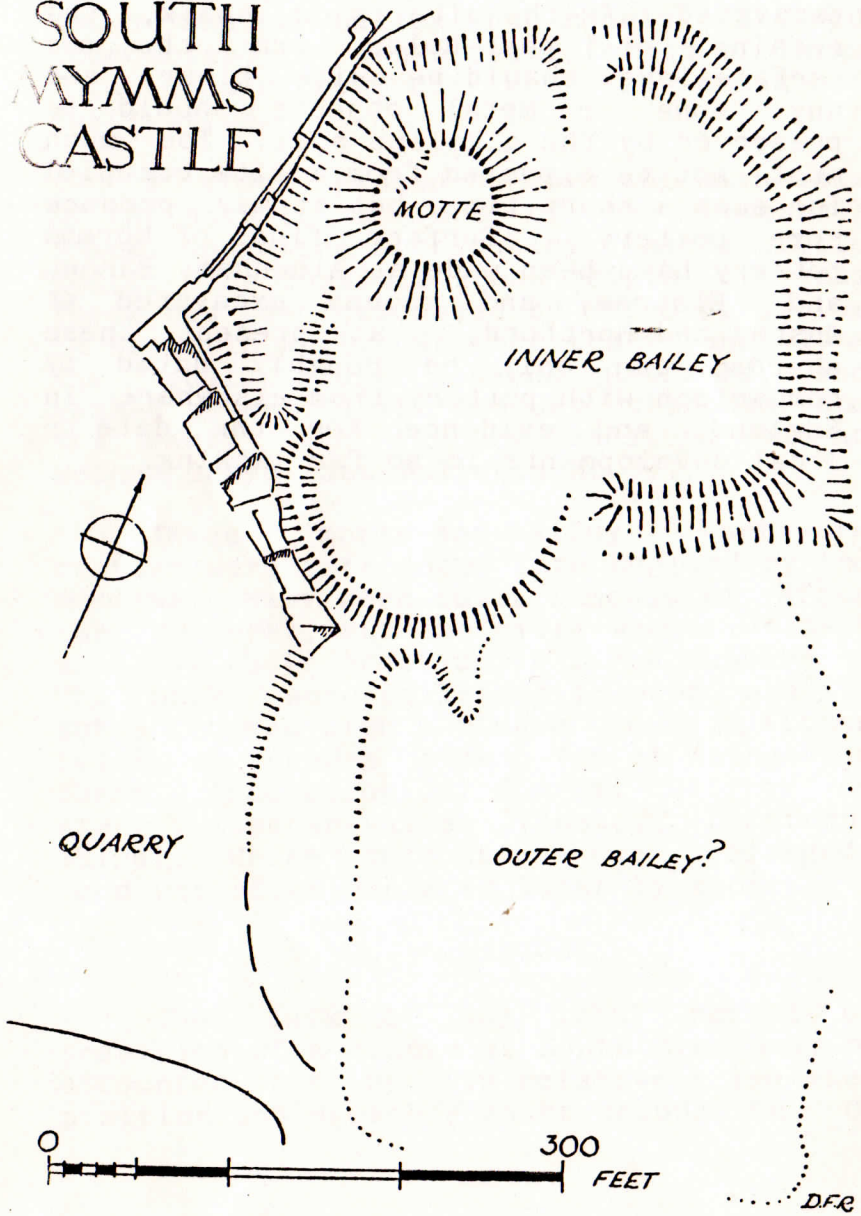 SOUTH
MYMMS
CASTLE
MOTTE
INNER BAILEY
QUARRY
OUTER BAILEY?
0 300
FEET
D.F.R